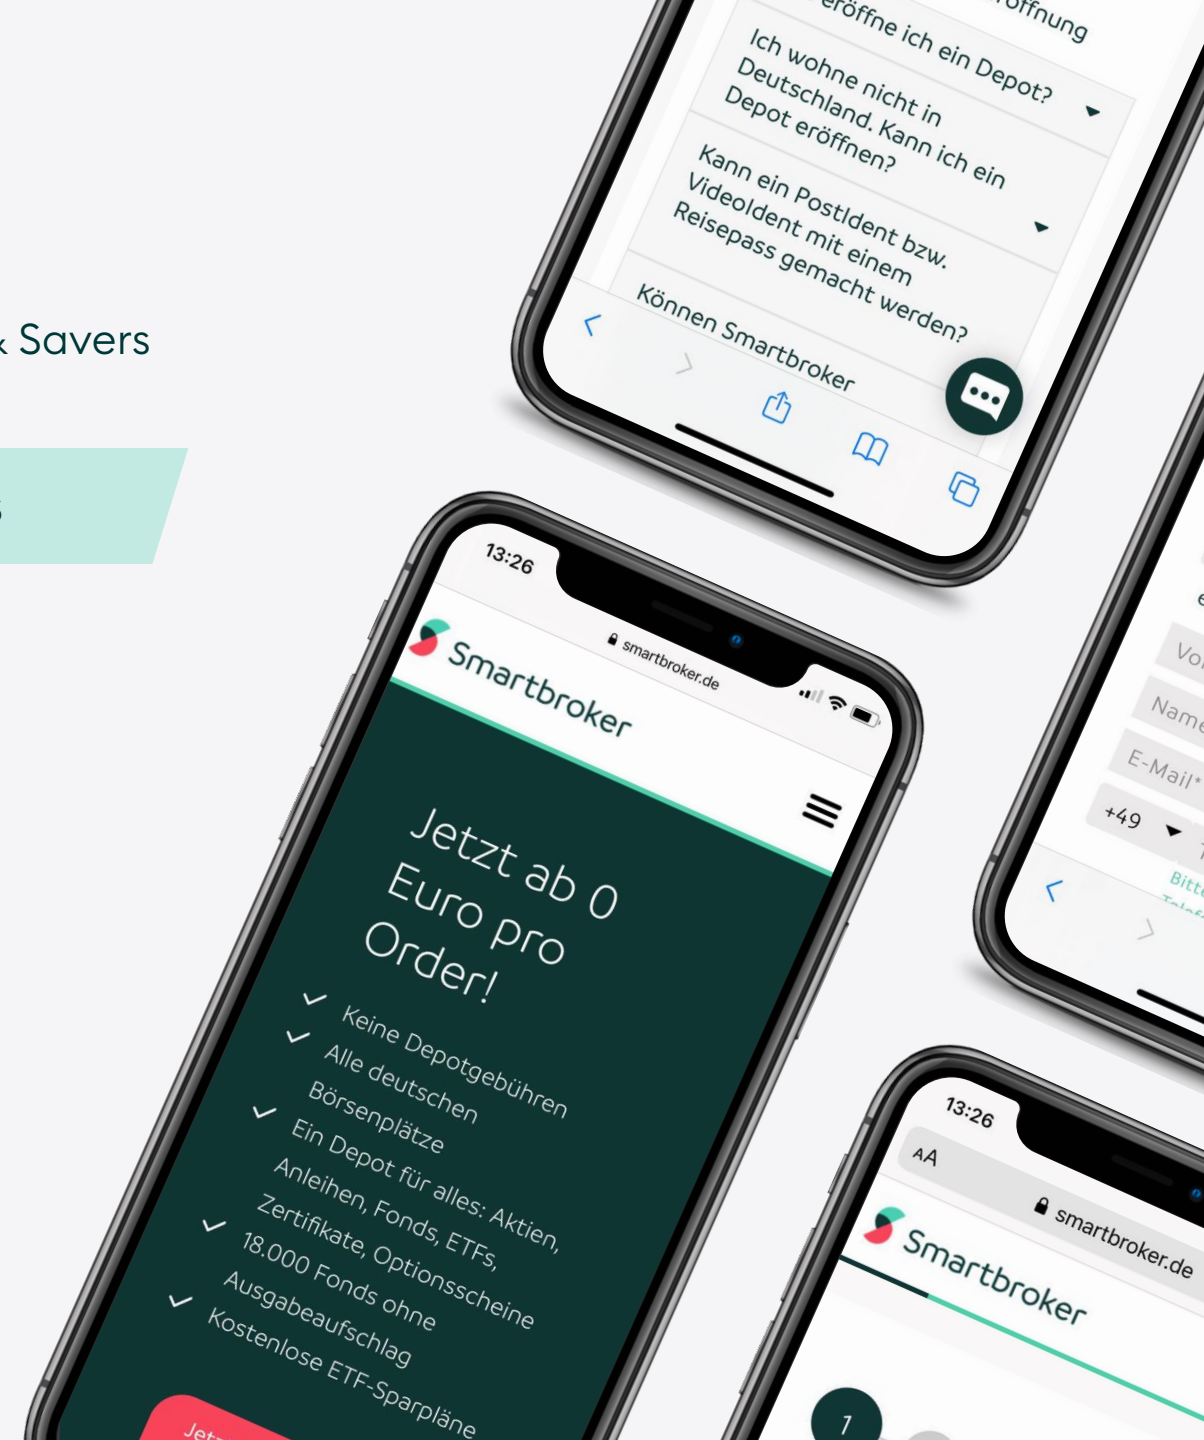 & Savers
eröffne ich ein Depot?
Ich wohne nicht in
Deutschland. Kann ich ein
Depot eröffnen?
Kann ein PostIdent bzw.
VideoIdent mit einem
Reisepass gemacht werden?
Können Smartbroker
13:26
smartbroker.de
Smartbroker
Jetzt ab 0
Euro pro
Order!
Keine Depotgebühren
Alle deutschen
Börsenplätze
Ein Depot für alles: Aktien,
Anleihen, Fonds, ETFs,
Zertifikate, Optionsscheine
18.000 Fonds ohne
Ausgabeaufschlag
Kostenlose ETF-Sparpläne
Name
E-Mail*
+49
13:26
AA
smartbroker.de
Smartbroker
1